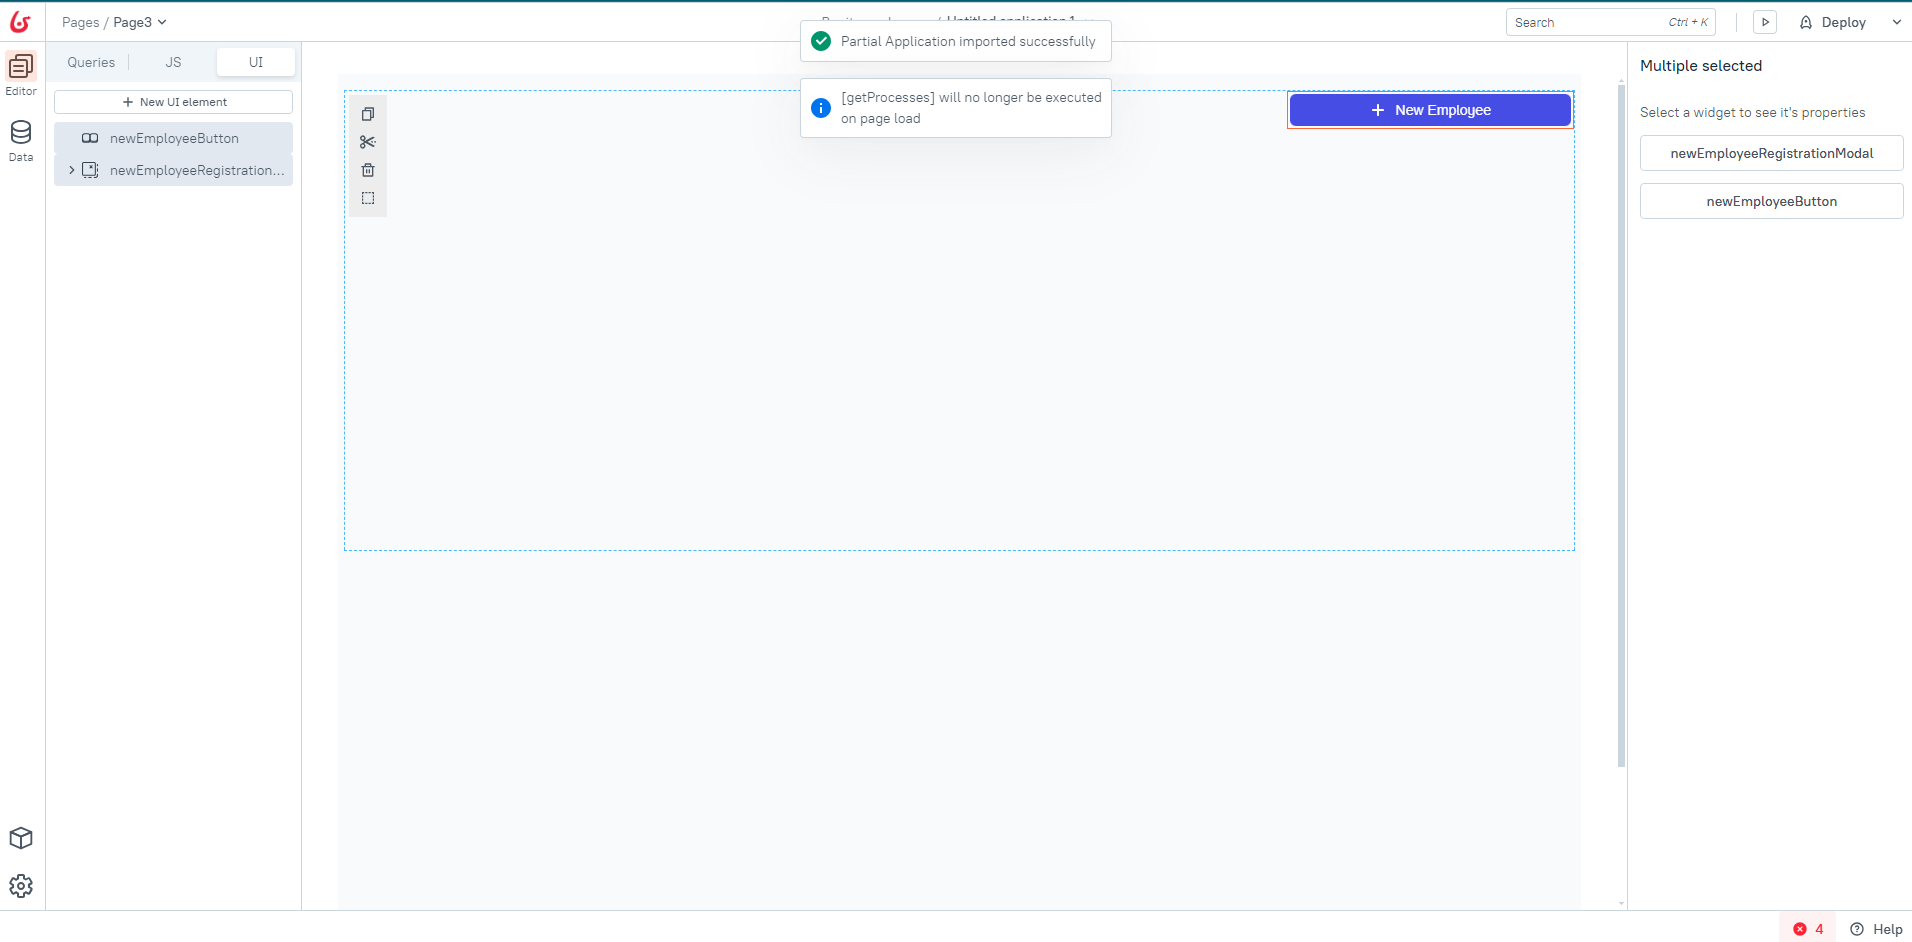 Pages / Page3
Partial Application imported successfully
[getProcesses] will no longer be executed
on page load
Search
Ctrl + K
Deploy
Editor
Data
Queries
JS
UI
New UI element
newEmployeeButton
newEmployeeRegistration...
New Employee
Multiple selected
Select a widget to see it's properties
newEmployeeRegistrationModal
newEmployeeButton
4
Help